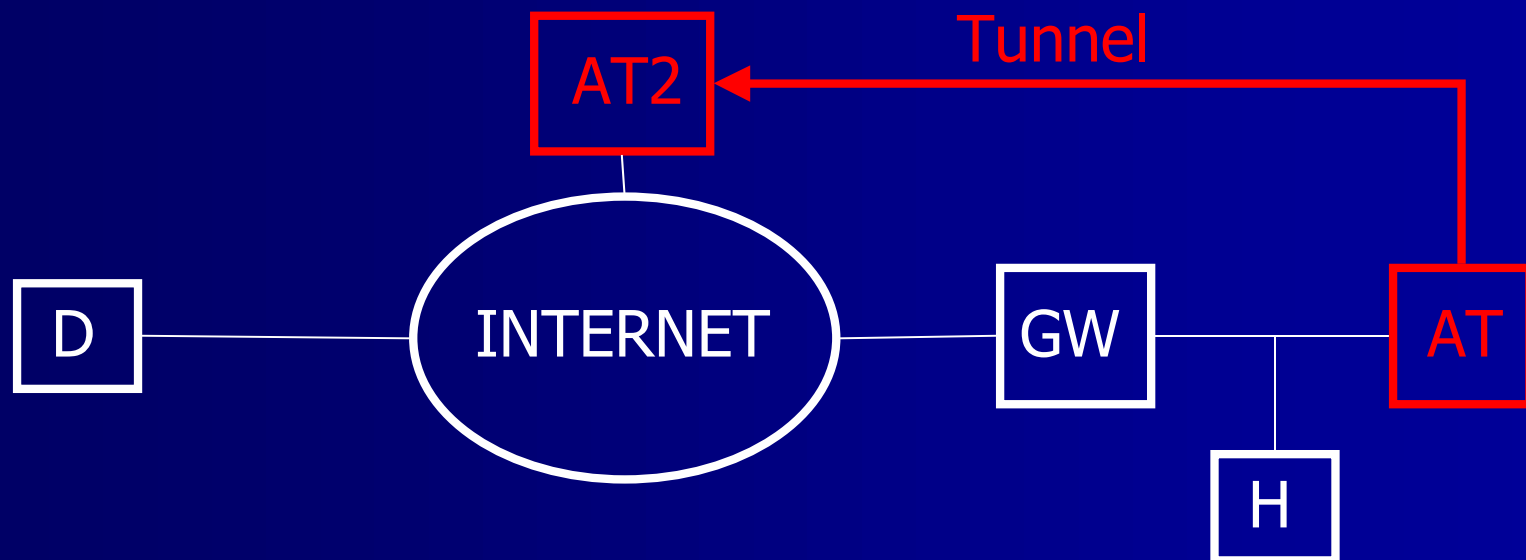 Tunnel
AT2
D
INTERNET
GW
AT
H